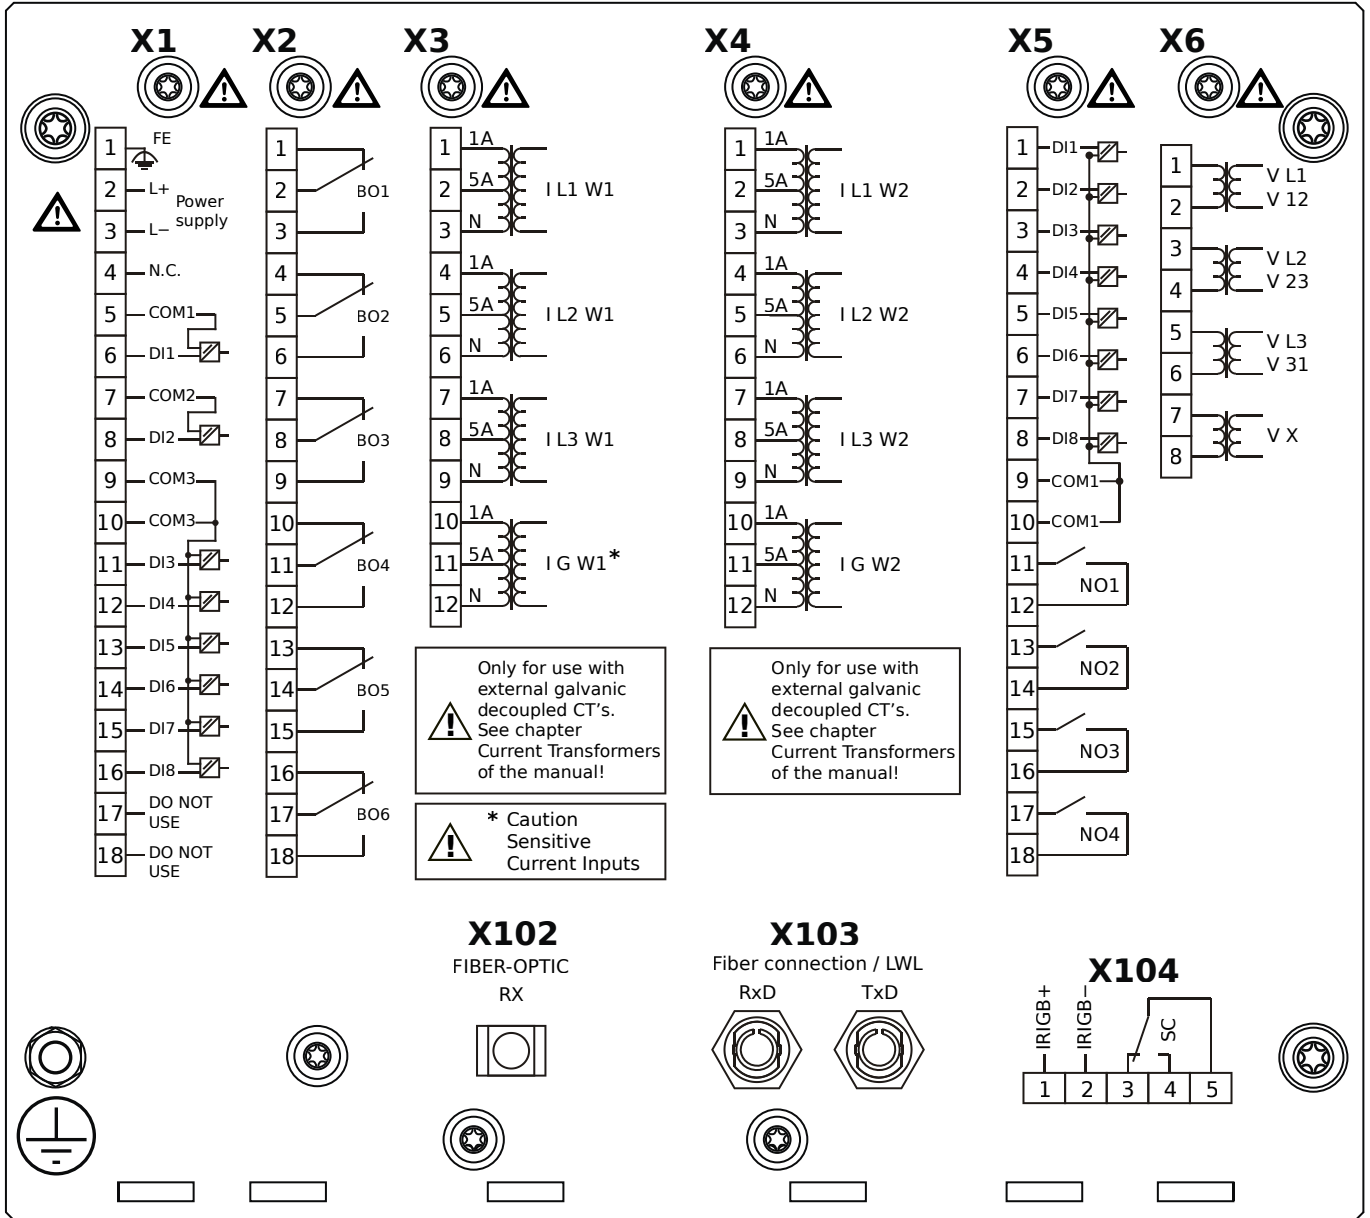 X1
X2
X3
X4
X5
X6
1
FE
2
L+
Power
supply
3
L−
4
N.C.
5
COM1
6
DI1
7
COM2
8
DI2
9
COM3
10
COM3
11
DI3
12
DI4
13
DI5
14
DI6
15
DI7
16
DI8
17
DO NOT
USE
18
DO NOT
USE
1
2
BO1
3
4
5
BO2
6
7
8
BO3
9
10
11
BO4
12
13
14
BO5
15
16
17
BO6
18
1
1A
2
5A
I L1 W1
3
N
4
1A
5
5A
I L2 W1
6
N
7
1A
8
5A
I L3 W1
9
N
10
1A
11
5A
I G W1*
12
N
Only for use with
external galvanic
decoupled CT's.
See chapter
Current Transformers
of the manual!
* Caution
Sensitive
Current Inputs
1
1A
2
5A
I L1 W2
3
N
4
1A
5
5A
I L2 W2
6
N
7
1A
8
5A
I L3 W2
9
N
10
1A
11
5A
I G W2
12
N
Only for use with
external galvanic
decoupled CT's.
See chapter
Current Transformers
of the manual!
1
DI1
2
DI2
3
DI3
4
DI4
5
DI5
6
DI6
7
DI7
8
DI8
9
COM1
10
COM1
11
NO1
12
13
NO2
14
15
NO3
16
17
NO4
18
1
V L1
V 12
2
3
V L2
V 23
4
5
V L3
V 31
6
7
V X
8
X102
FIBER-OPTIC
RX
X103
Fiber connection / LWL
RxD
TxD
X104
IRIGB+
IRIGB−
SC
1
2
3
4
5